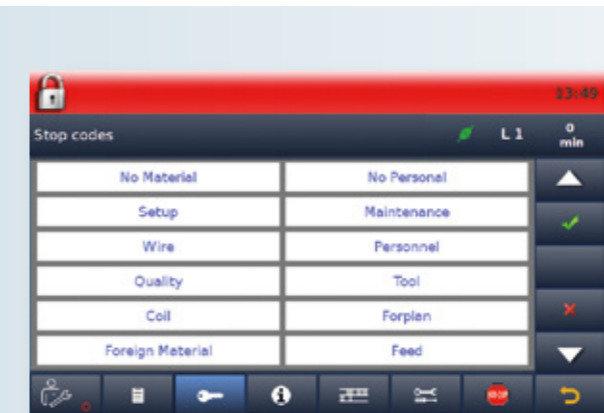 13:49
Stop codes L 1 0 min
No Material No Personal
Setup Maintenance
Wire Personnel
Quality Tool
Coil Forplan
Foreign Material Feed
STOP